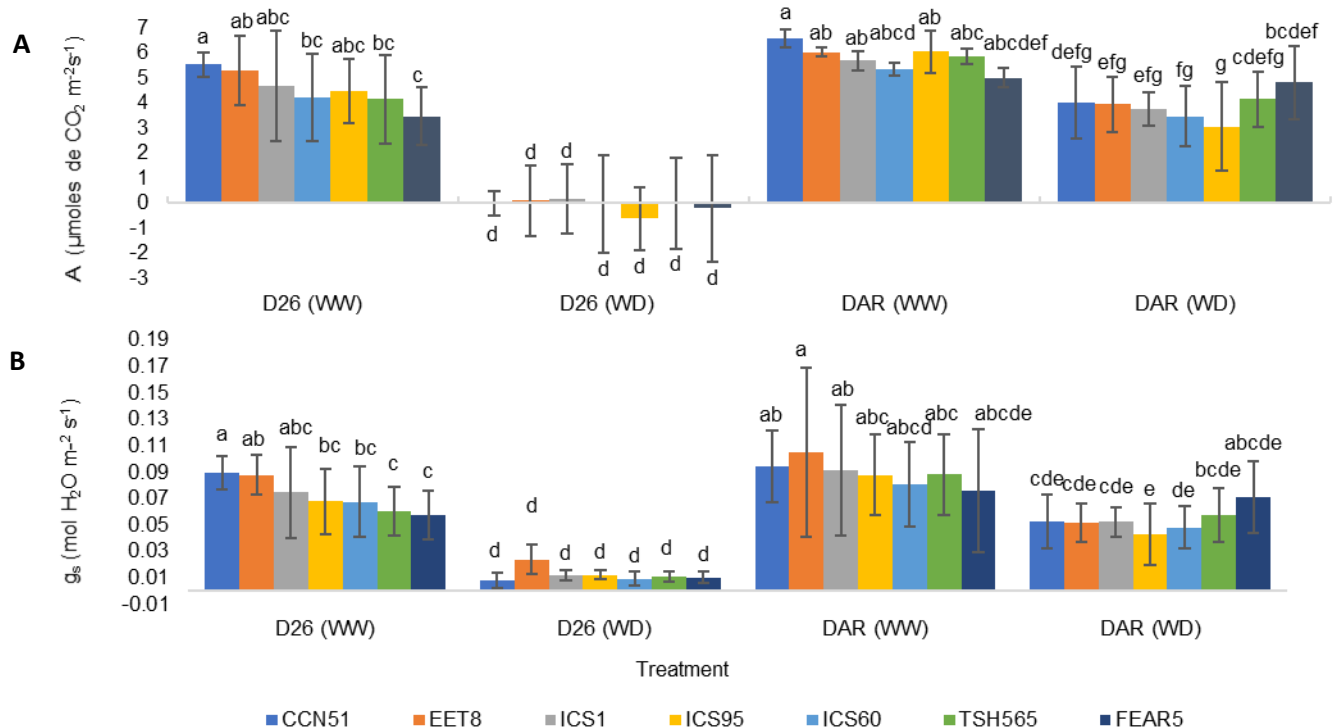 A
A (µmoles de CO₂ m⁻²s⁻¹)
7
6
5
4
3
2
1
0
-1
-2
-3
a ab abc bc abc bc c
d d d d d d d
a ab ab abcd ab abc abcdef
defg efg efg fg g cdefg bcdef
D26 (WW) D26 (WD) DAR (WW) DAR (WD)
B
gₛ (mol H₂O m⁻² s⁻¹)
0.19
0.17
0.15
0.13
0.11
0.09
0.07
0.05
0.03
0.01
-0.01
a ab abc bc bc c c
d d d d d d d
ab a ab abc abcd abc abcde
cde cde cde e de bcde abcde
D26 (WW) D26 (WD) DAR (WW) DAR (WD)
Treatment
CCN51 EET8 ICS1 ICS95 ICS60 TSH565 FEAR5